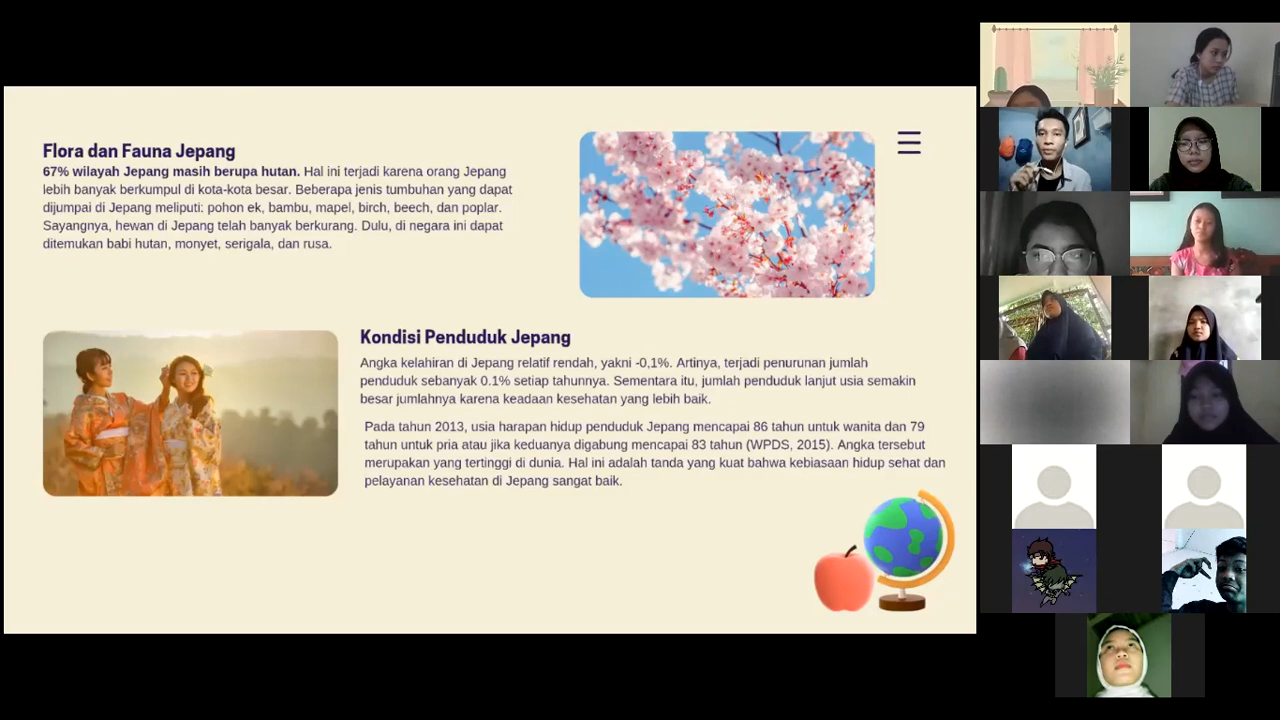 Flora dan Fauna Jepang
67% wilayah Jepang masih berupa hutan. Hal ini terjadi karena orang Jepang
lebih banyak berkumpul di kota-kota besar. Beberapa jenis tumbuhan yang dapat
dijumpai di Jepang meliputi: pohon ek, bambu, mapel, birch, beech, dan poplar.
Sayangnya, hewan di Jepang telah banyak berkurang. Dulu, di negara ini dapat
ditemukan babi hutan, monyet, serigala, dan rusa.
Kondisi Penduduk Jepang
Angka kelahiran di Jepang relatif rendah, yakni -0,1%. Artinya, terjadi penurunan jumlah
penduduk sebanyak 0.1% setiap tahunnya. Sementara itu, jumlah penduduk lanjut usia semakin
besar jumlahnya karena keadaan kesehatan yang lebih baik.
Pada tahun 2013, usia harapan hidup penduduk Jepang mencapai 86 tahun untuk wanita dan 79
tahun untuk pria atau jika keduanya digabung mencapai 83 tahun (WPDS, 2015). Angka tersebut
merupakan yang tertinggi di dunia. Hal ini adalah tanda yang kuat bahwa kebiasaan hidup sehat dan
pelayanan kesehatan di Jepang sangat baik.